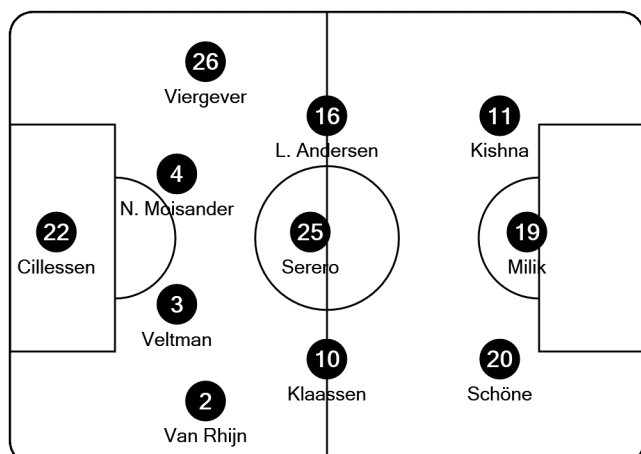 26
Viergever
16
L. Andersen
11
Kishna
4
N. Moisander
22
Cillessen
25
Serero
19
Milik
3
Veltman
10
Klaassen
20
Schöne
2
Van Rhijn